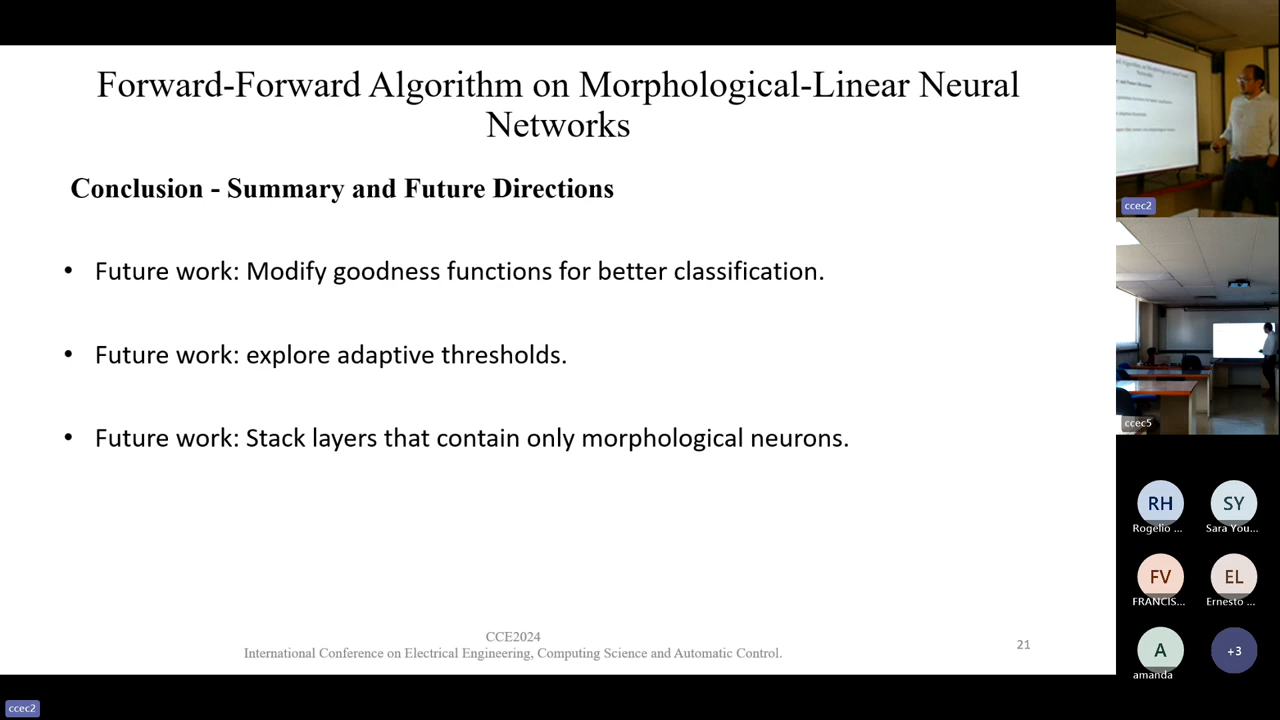 Forward-Forward Algorithm on Morphological-Linear Neural
Networks
Conclusion - Summary and Future Directions
• Future work: Modify goodness functions for better classification.
• Future work: explore adaptive thresholds.
• Future work: Stack layers that contain only morphological neurons.
CCE2024
International Conference on Electrical Engineering, Computing Science and Automatic Control.
21
ccec2
ccec5
RH
Rogelio ...
SY
Sara You...
FV
FRANCIS...
EL
Ernesto ...
A
amanda
+3
ccec2